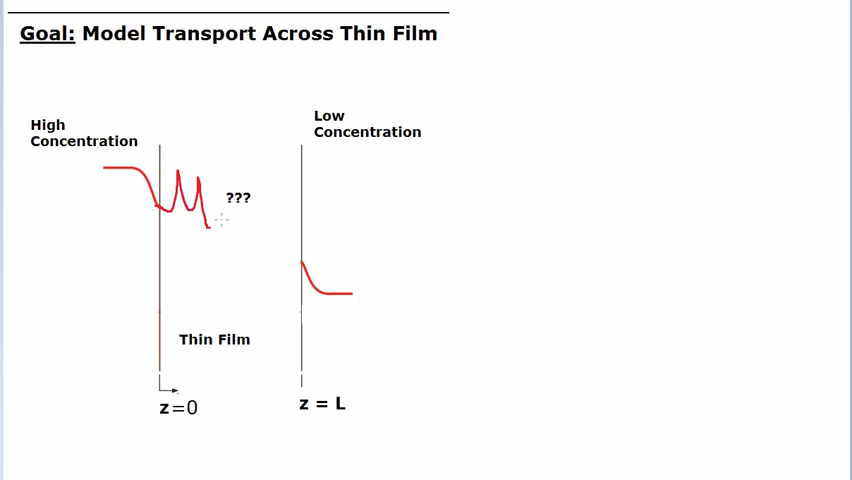 Goal: Model Transport Across Thin Film
High
Concentration
Low
Concentration
???
Thin Film
z=0
z = L